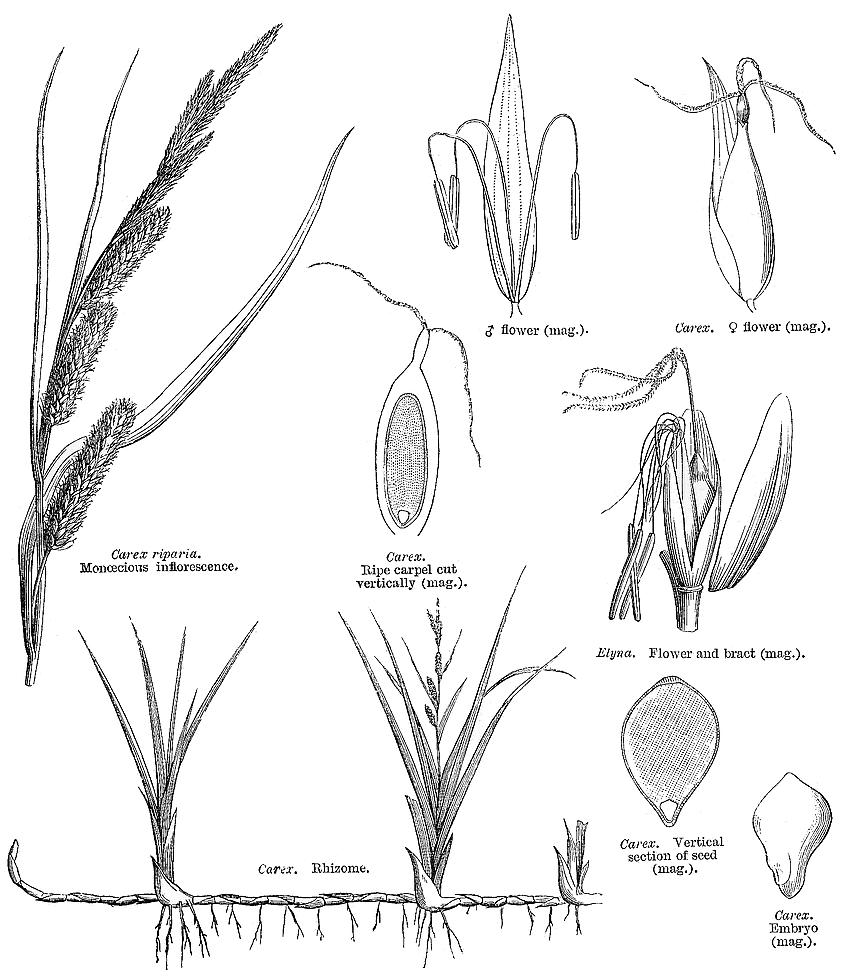 ♂ flower (mag.).
Carex. ♀ flower (mag.).
Carex riparia.
Monœcious inflorescence.
Carex.
Ripe carpel cut
vertically (mag.).
Elyna. Flower and bract (mag.).
Carex. Rhizome.
Carex. Vertical
section of seed
(mag.).
Carex.
Embryo
(mag.).